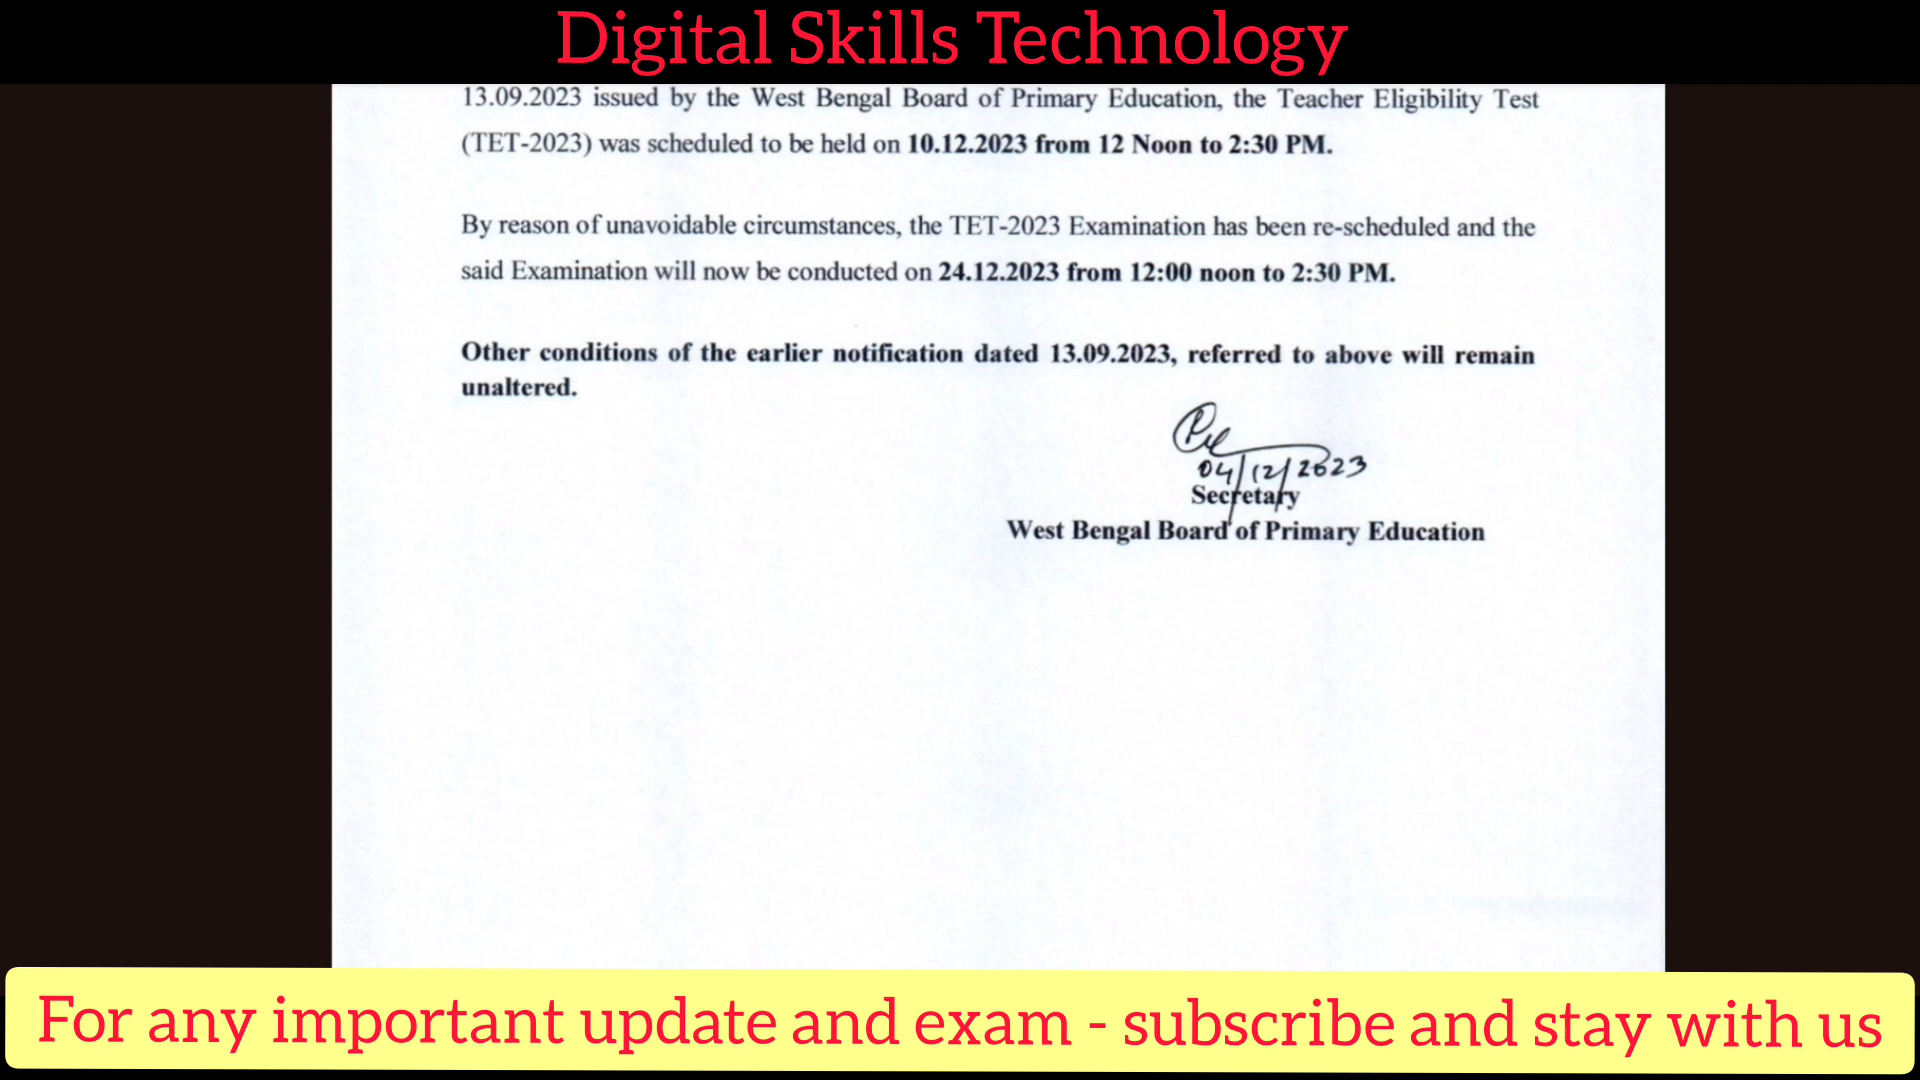 Digital Skills Technology
13.09.2023 issued by the West Bengal Board of Primary Education, the Teacher Eligibility Test
(TET-2023) was scheduled to be held on 10.12.2023 from 12 Noon to 2:30 PM.
By reason of unavoidable circumstances, the TET-2023 Examination has been re-scheduled and the
said Examination will now be conducted on 24.12.2023 from 12:00 noon to 2:30 PM.
Other conditions of the earlier notification dated 13.09.2023, referred to above will remain
unaltered.
04/12/2023
Secretary
West Bengal Board of Primary Education
For any important update and exam - subscribe and stay with us